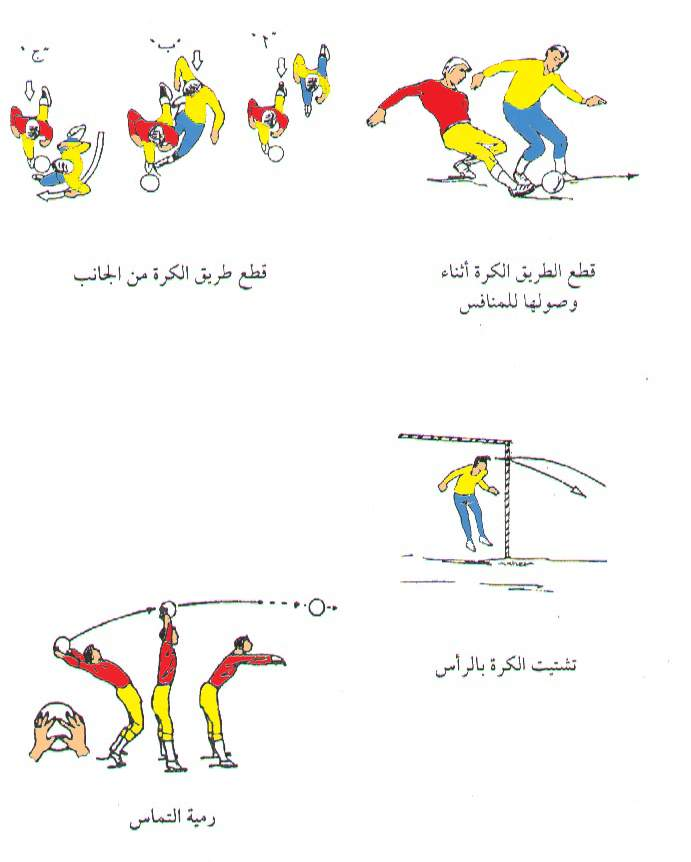 "أ"
"ب"
"ج"
قطع الطريق الكرة أثناء
وصولها للمنافس
قطع طريق الكرة من الجانب
تشتيت الكرة بالرأس
رمية التماس